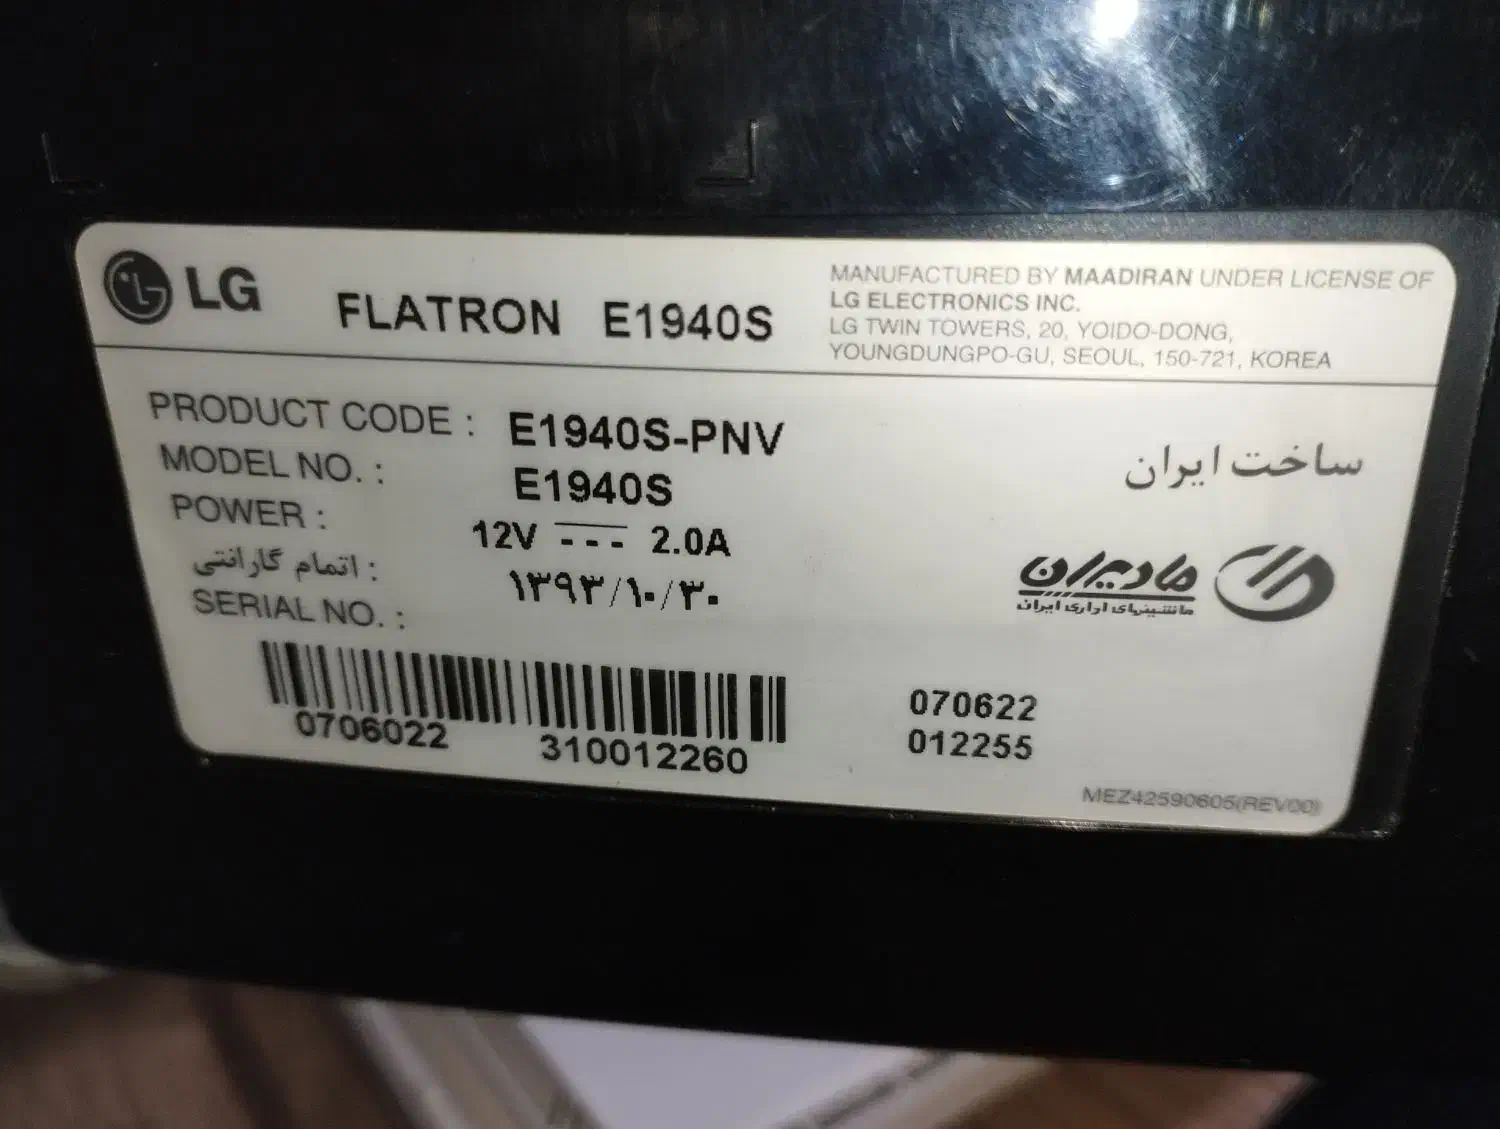 LG
FLATRON E1940S
MANUFACTURED BY MAADIRAN UNDER LICENSE OF
LG ELECTRONICS INC.
LG TWIN TOWERS, 20, YOIDO-DONG,
YOUNGDUNGPO-GU, SEOUL, 150-721, KOREA
PRODUCT CODE : E1940S-PNV
MODEL NO. : E1940S
POWER : 12V 2.0A
اتمام گارانتی : ۱۳۹۳/۱۰/۳۰
SERIAL NO. :
0706022 310012260
ساخت ایران
مادیران
ماشینهای اداری ایران
070622
012255
MEZ42590605(REV00)